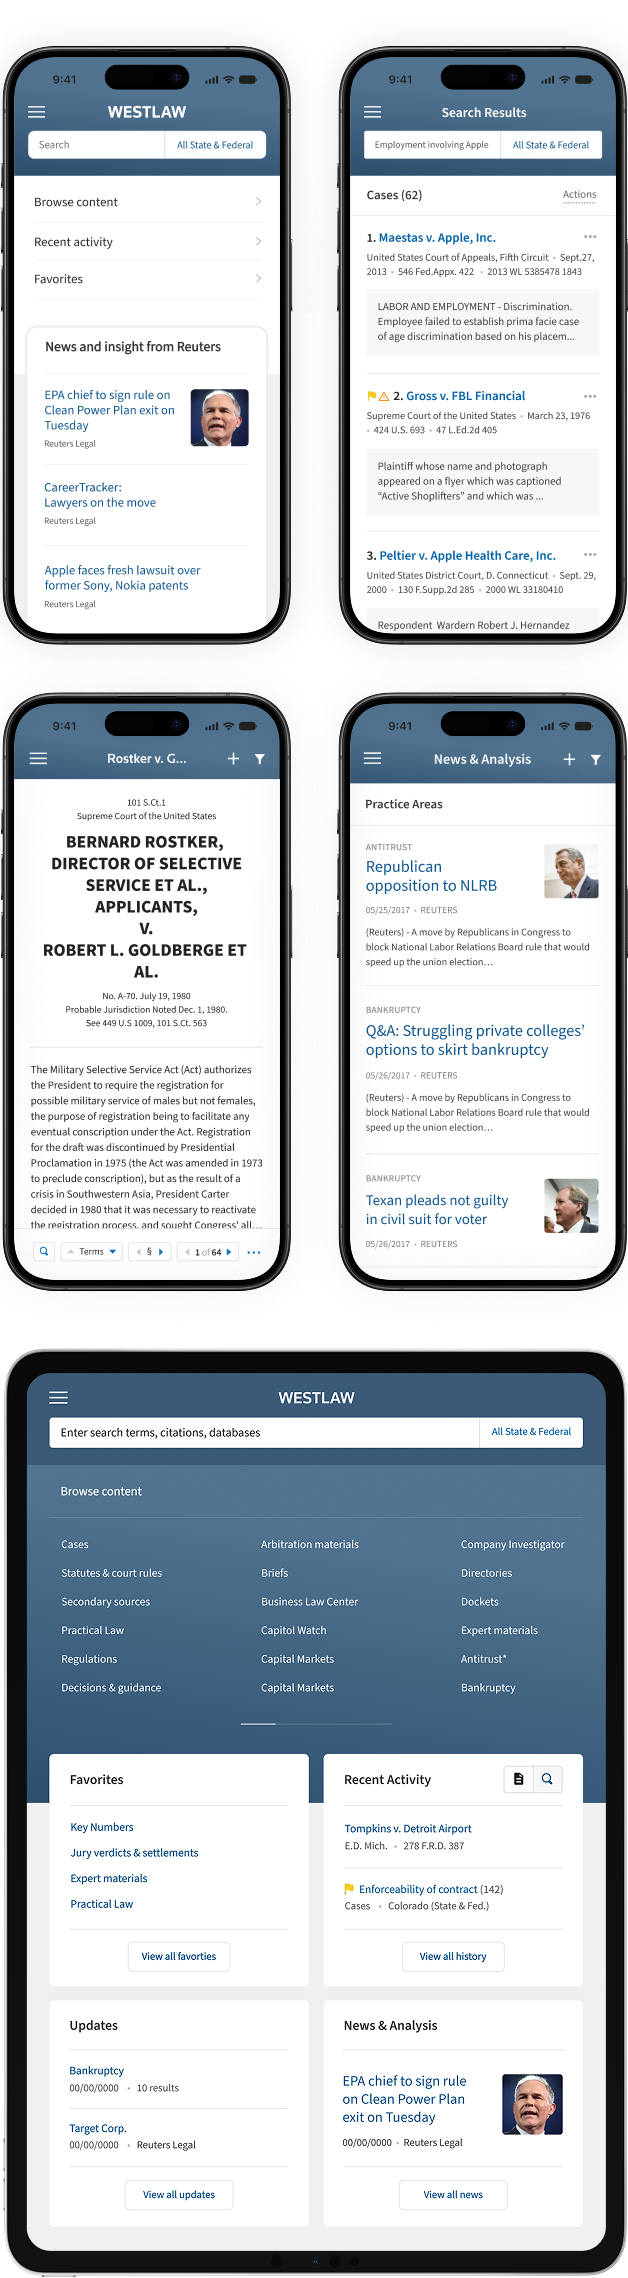 9:41
WESTLAW
Search
All State & Federal
Browse content
Recent activity
Favorites
News and insight from Reuters
EPA chief to sign rule on
Clean Power Plan exit on
Tuesday
Reuters Legal
CareerTracker:
Lawyers on the move
Reuters Legal
Apple faces fresh lawsuit over
former Sony, Nokia patents
Reuters Legal
9:41
Search Results
Employment involving Apple
All State & Federal
Cases (62)
Actions
1. Maestas v. Apple, Inc.
United States Court of Appeals, Fifth Circuit • Sept.27,
2013 • 546 Fed.Appx. 422 • 2013 WL 5385478 1843
LABOR AND EMPLOYMENT - Discrimination.
Employee failed to establish prima facie case
of age discrimination based on his placem...
2. Gross v. FBL Financial
Supreme Court of the United States • March 23, 1976
• 424 U.S. 693 • 47 L.Ed.2d 405
Plaintiff whose name and photograph
appeared on a flyer which was captioned
“Active Shoplifters” and which was ...
3. Peltier v. Apple Health Care, Inc.
United States District Court, D. Connecticut • Sept. 29,
2000 • 130 F.Supp.2d 285 • 2000 WL 33180410
Respondent Wardern Robert J. Hernandez
9:41
Rostker v. G...
101 S.Ct.1
Supreme Court of the United States
BERNARD ROSTKER,
DIRECTOR OF SELECTIVE
SERVICE ET AL.,
APPLICANTS,
V.
ROBERT L. GOLDBERGE ET
AL.
No. A-70. July 19, 1980
Probable Jurisdiction Noted Dec. 1, 1980.
See 449 U.S 1009, 101 S.Ct. 563
The Military Selective Service Act (Act) authorizes
the President to require the registration for
possible military service of males but not females,
the purpose of registration being to facilitate any
eventual conscription under the Act. Registration
for the draft was discontinued by Presidential
Proclamation in 1975 (the Act was amended in 1973
to preclude conscription), but as the result of a
crisis in Southwestern Asia, President Carter
decided in 1980 that it was necessary to reactivate
the registration process, and sought Congress' all...
Terms
§
1 of 64
9:41
News & Analysis
Practice Areas
ANTITRUST
Republican
opposition to NLRB
05/25/2017 • REUTERS
(Reuters) - A move by Republicans in Congress to
block National Labor Relations Board rule that would
speed up the union election...
BANKRUPTCY
Q&A: Struggling private colleges’
options to skirt bankruptcy
05/26/2017 • REUTERS
(Reuters) - A move by Republicans in Congress to
block National Labor Relations Board rule that would
speed up the union election...
BANKRUPTCY
Texan pleads not guilty
in civil suit for voter
05/26/2017 • REUTERS
WESTLAW
Enter search terms, citations, databases
All State & Federal
Browse content
Cases
Arbitration materials
Company Investigator
Statutes & court rules
Briefs
Directories
Secondary sources
Business Law Center
Dockets
Practical Law
Capitol Watch
Expert materials
Regulations
Capital Markets
Antitrust*
Decisions & guidance
Capital Markets
Bankruptcy
Favorites
Key Numbers
Jury verdicts & settlements
Expert materials
Practical Law
View all favorties
Recent Activity
Tompkins v. Detroit Airport
E.D. Mich. • 278 F.R.D. 387
Enforceability of contract (142)
Cases • Colorado (State & Fed.)
View all history
Updates
Bankruptcy
00/00/0000 • 10 results
Target Corp.
00/00/0000 • Reuters Legal
View all updates
News & Analysis
EPA chief to sign rule
on Clean Power Plan
exit on Tuesday
00/00/0000 • Reuters Legal
View all news